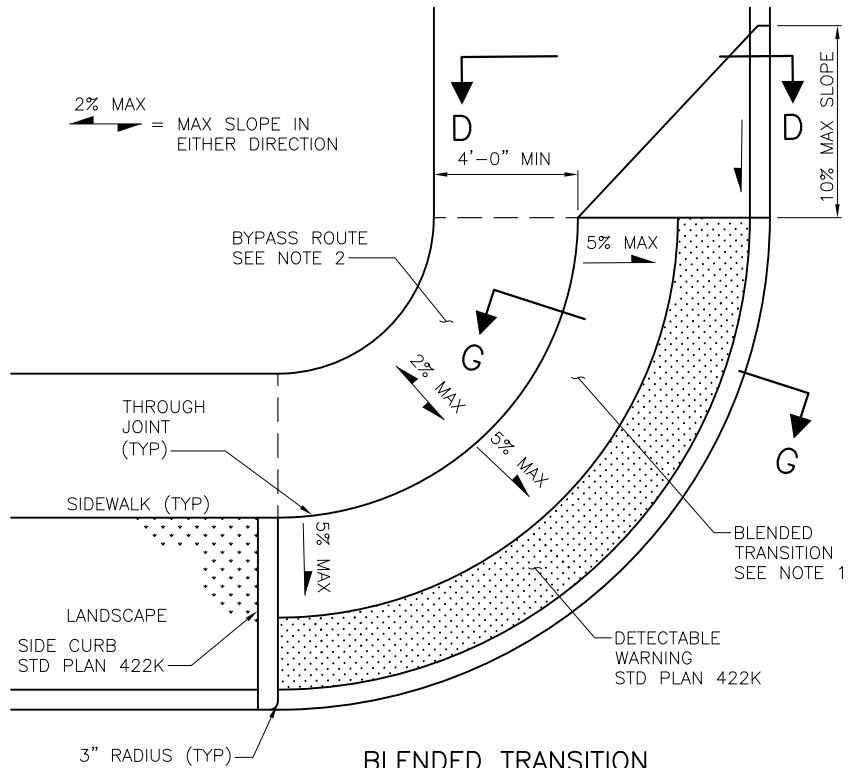 2% MAX
= MAX SLOPE IN
EITHER DIRECTION
D
D
10% MAX SLOPE
4'-0" MIN
BYPASS ROUTE
SEE NOTE 2
5% MAX
G
2% MAX
THROUGH
JOINT
(TYP)
5% MAX
G
SIDEWALK (TYP)
5% MAX
BLENDED
TRANSITION
SEE NOTE 1
LANDSCAPE
SIDE CURB
STD PLAN 422K
DETECTABLE
WARNING
STD PLAN 422K
3" RADIUS (TYP)
BLENDED TRANSITION